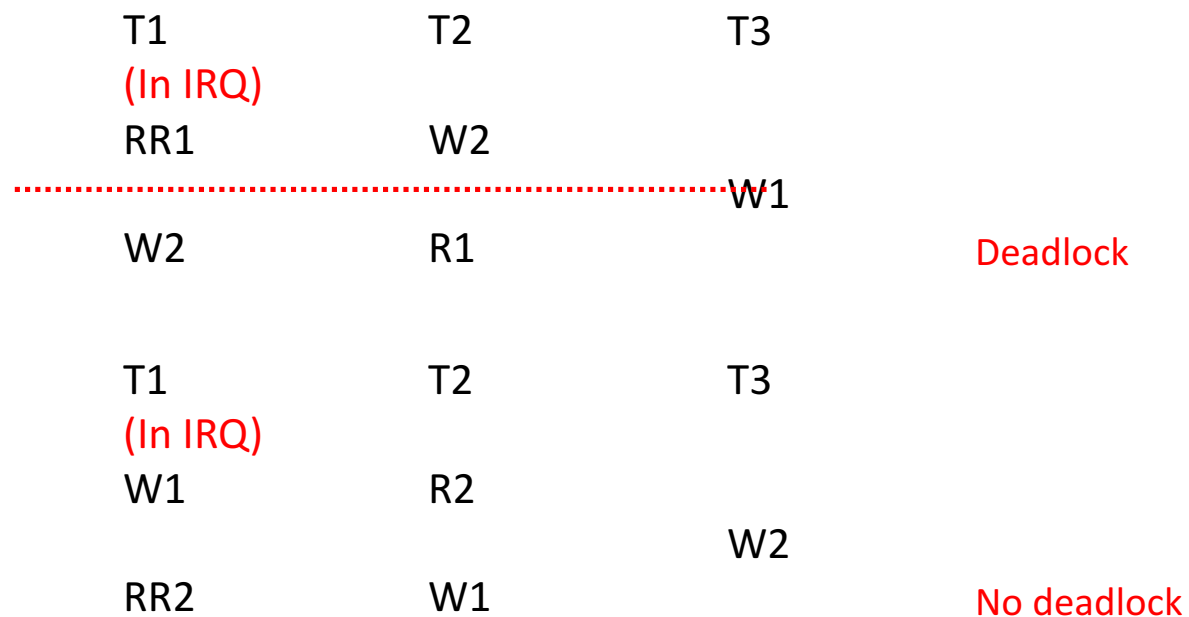 T1 T2 T3
(In IRQ)
RR1 W2
W1
W2 R1 Deadlock
T1 T2 T3
(In IRQ)
W1 R2
W2
RR2 W1 No deadlock